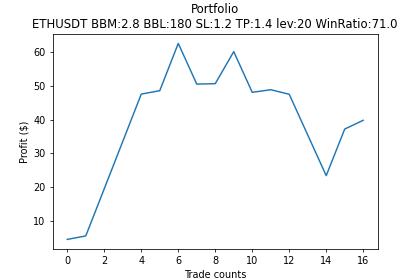 Portfolio
ETHUSDT BBM:2.8 BBL:180 SL:1.2 TP:1.4 lev:20 WinRatio:71.0
60
50
40
30
20
10
Profit ($)
0 2 4 6 8 10 12 14 16
Trade counts